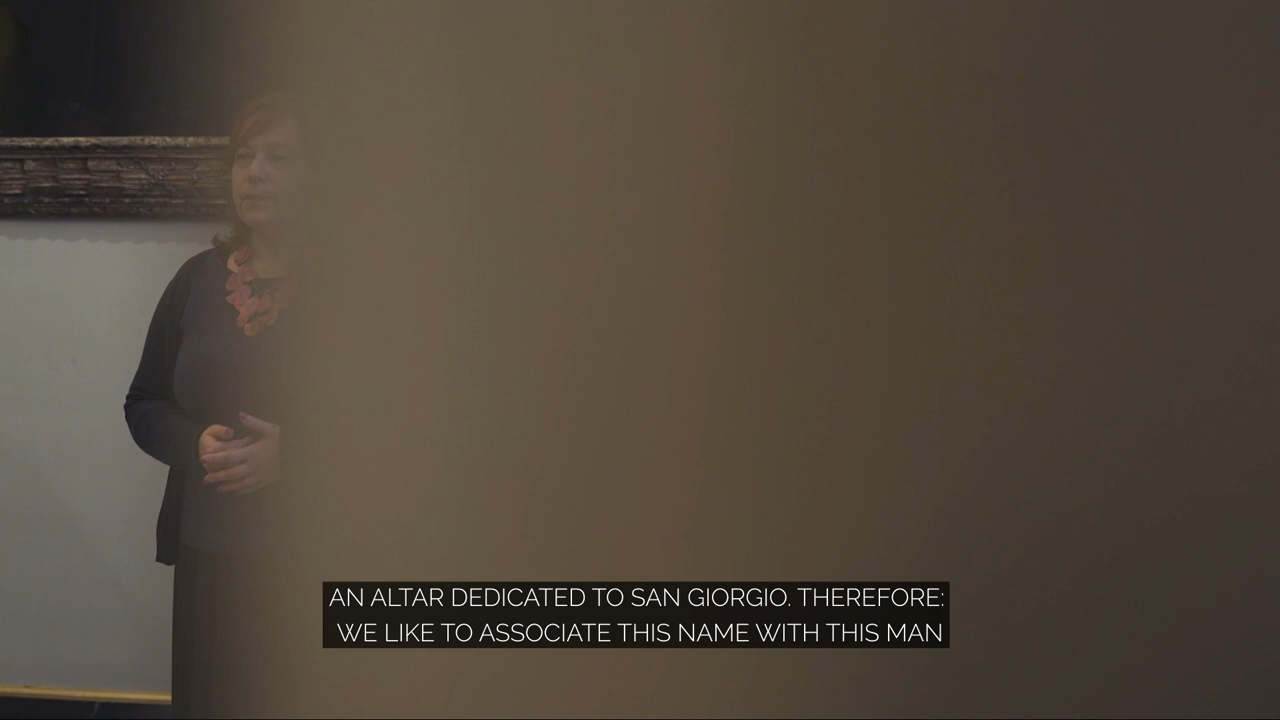 AN ALTAR DEDICATED TO SAN GIORGIO. THEREFORE:
WE LIKE TO ASSOCIATE THIS NAME WITH THIS MAN